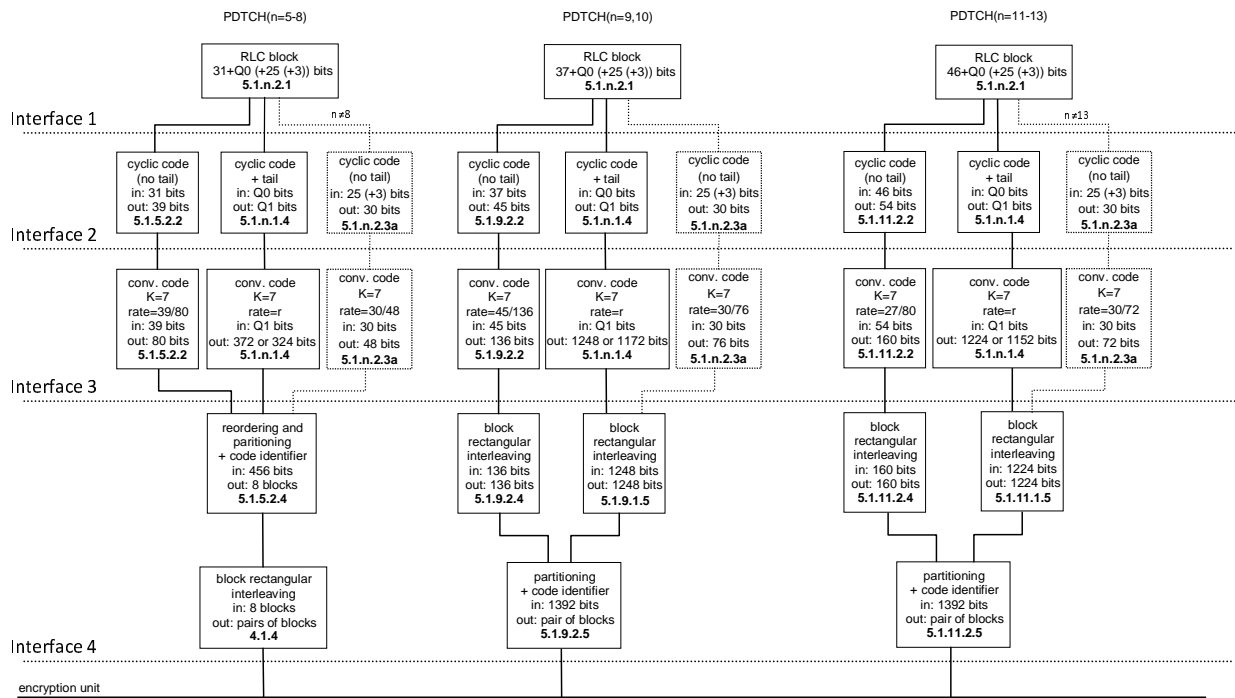 PDTCH(n=5-8)
PDTCH(n=9,10)
PDTCH(n=11-13)
RLC block
31+Q0 (+25 (+3)) bits
5.1.n.2.1
RLC block
37+Q0 (+25 (+3)) bits
5.1.n.2.1
RLC block
46+Q0 (+25 (+3)) bits
5.1.n.2.1
n≠8
n≠13
Interface 1
cyclic code
(no tail)
in: 31 bits
out: 39 bits
5.1.5.2.2
cyclic code
+ tail
in: Q0 bits
out: Q1 bits
5.1.n.1.4
cyclic code
(no tail)
in: 25 (+3) bits
out: 30 bits
5.1.n.2.3a
cyclic code
(no tail)
in: 37 bits
out: 45 bits
5.1.9.2.2
cyclic code
+ tail
in: Q0 bits
out: Q1 bits
5.1.n.1.4
cyclic code
(no tail)
in: 25 (+3) bits
out: 30 bits
5.1.n.2.3a
cyclic code
(no tail)
in: 46 bits
out: 54 bits
5.1.11.2.2
cyclic code
+ tail
in: Q0 bits
out: Q1 bits
5.1.n.1.4
cyclic code
(no tail)
in: 25 (+3) bits
out: 30 bits
5.1.n.2.3a
Interface 2
conv. code
K=7
rate=39/80
in: 39 bits
out: 80 bits
5.1.5.2.2
conv. code
K=7
rate=r
in: Q1 bits
out: 372 or 324 bits
5.1.n.1.4
conv. code
K=7
rate=30/48
in: 30 bits
out: 48 bits
5.1.n.2.3a
conv. code
K=7
rate=45/136
in: 45 bits
out: 136 bits
5.1.9.2.2
conv. code
K=7
rate=r
in: Q1 bits
out: 1248 or 1172 bits
5.1.n.1.4
conv. code
K=7
rate=30/76
in: 30 bits
out: 76 bits
5.1.n.2.3a
conv. code
K=7
rate=27/80
in: 54 bits
out: 160 bits
5.1.11.2.2
conv. code
K=7
rate=r
in: Q1 bits
out: 1224 or 1152 bits
5.1.n.1.4
conv. code
K=7
rate=30/72
in: 30 bits
out: 72 bits
5.1.n.2.3a
Interface 3
reordering and
paritioning
+ code identifier
in: 456 bits
out: 8 blocks
5.1.5.2.4
block
rectangular
interleaving
in: 136 bits
out: 136 bits
5.1.9.2.4
block
rectangular
interleaving
in: 1248 bits
out: 1248 bits
5.1.9.1.5
block
rectangular
interleaving
in: 160 bits
out: 160 bits
5.1.11.2.4
block
rectangular
interleaving
in: 1224 bits
out: 1224 bits
5.1.11.1.5
block rectangular
interleaving
in: 8 blocks
out: pairs of blocks
4.1.4
partitioning
+ code identifier
in: 1392 bits
out: pair of blocks
5.1.9.2.5
partitioning
+ code identifier
in: 1392 bits
out: pair of blocks
5.1.11.2.5
Interface 4
encryption unit